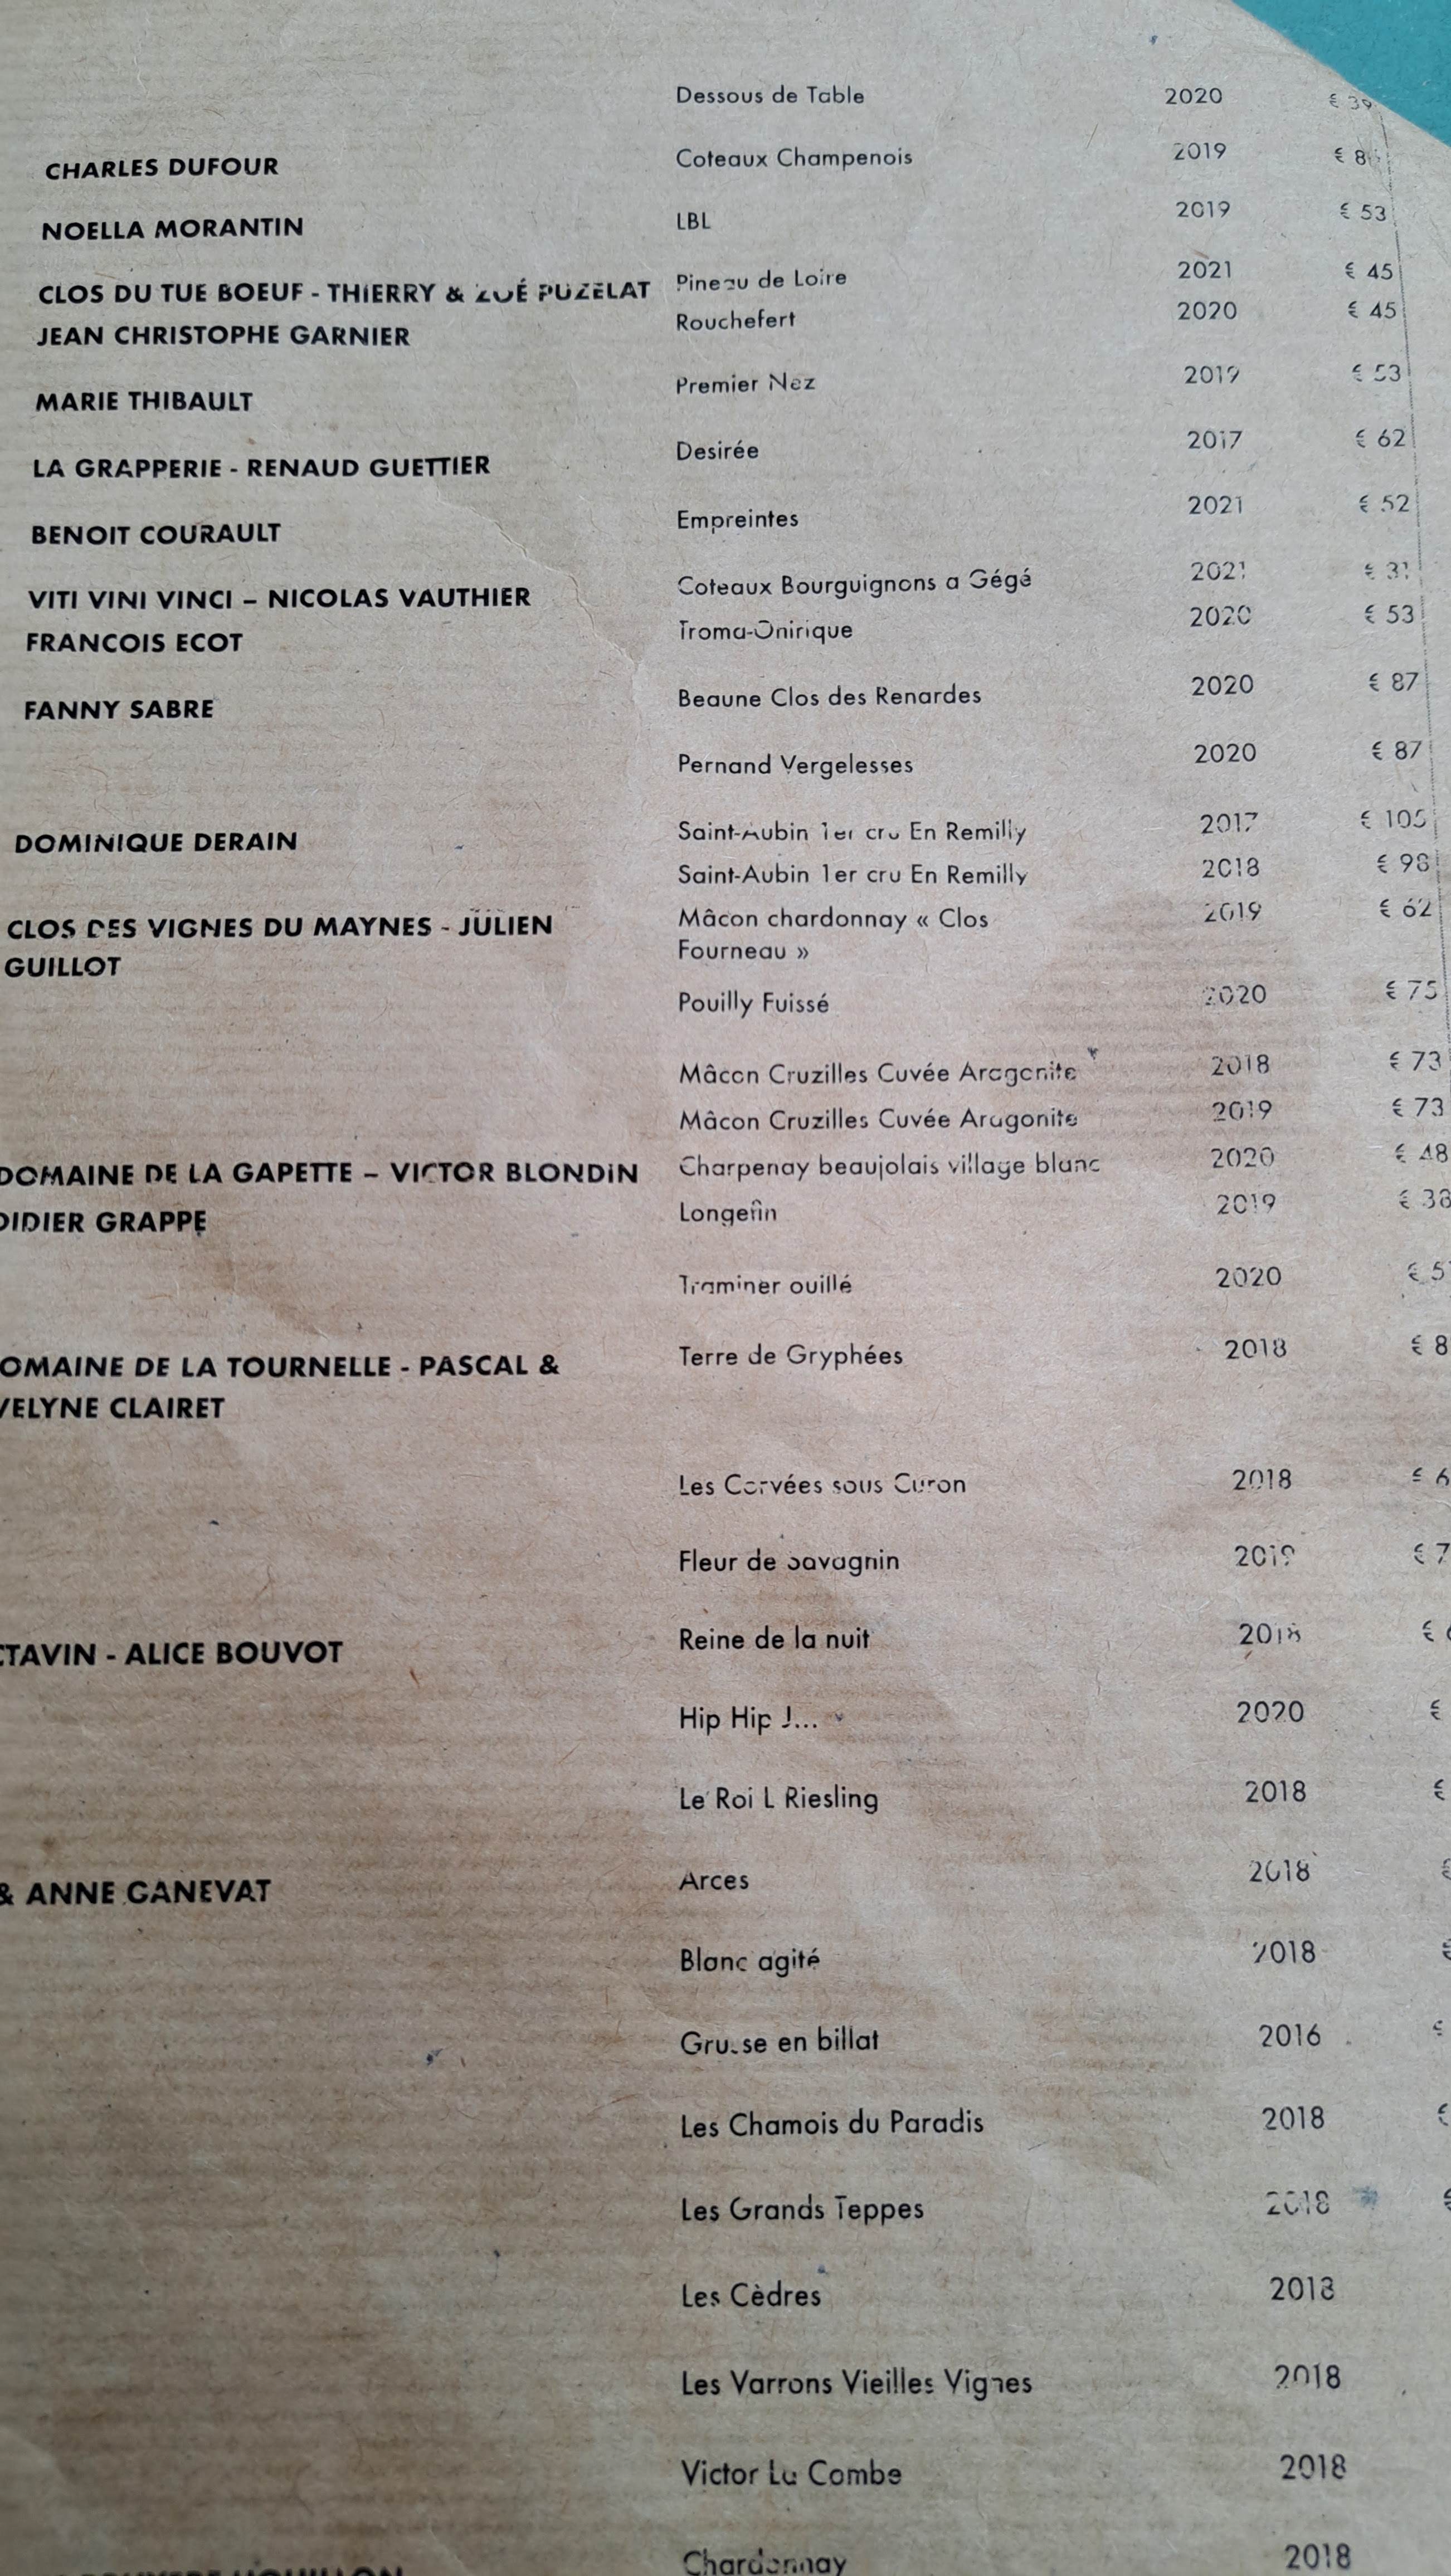 Dessous de Table 2020 € 39
CHARLES DUFOUR Coteaux Champenois 2019 €
NOELLA MORANTIN LBL 2019 € 53
CLOS DU TUE BOEUF - THIERRY & ZOÉ PUZELAT Pineau de Loire 2021 € 45
JEAN CHRISTOPHE GARNIER Rouchefert 2020 € 45
MARIE THIBAULT Premier Nez 2019 € 53
LA GRAPPERIE - RENAUD GUETTIER Desirée 2017 € 62
BENOIT COURAULT Empreintes 2021 € 52
VITI VINI VINCI – NICOLAS VAUTHIER Coteaux Bourguignons a Gégé 2021 € 31
FRANCOIS ECOT Troma-Onirique 2020 € 53
FANNY SABRE Beaune Clos des Renardes 2020 € 87
Pernand Vergelesses 2020 € 87
DOMINIQUE DERAIN Saint-Aubin 1er cru En Remilly 2017 € 105
Saint-Aubin 1er cru En Remilly 2018 € 98
CLOS DES VIGNES DU MAYNES - JULIEN Mâcon chardonnay « Clos 2019 € 62
GUILLOT Fourneau »
Pouilly Fuissé 2020 € 75
Mâcon Cruzilles Cuvée Aragonite 2018 € 73
Mâcon Cruzilles Cuvée Aragonite 2019 € 73
DOMAINE DE LA GAPETTE – VICTOR BLONDIN Charpenay beaujolais village blanc 2020 € 48
DIDIER GRAPPE Longefin 2019 € 38
Traminer ouillé 2020 € 5
OMAINE DE LA TOURNELLE - PASCAL & Terre de Gryphées 2018 € 8
VELYNE CLAIRET
Les Corvées sous Curon 2018 € 6
Fleur de Savagnin 2019 € 7
CTAVIN - ALICE BOUVOT Reine de la nuit 2018 €
Hip Hip J... 2020 €
Le Roi L Riesling 2018 €
& ANNE GANEVAT Arces 2018 €
Blanc agité 2018 €
Grusse en billat 2016 €
Les Chamois du Paradis 2018 €
Les Grands Teppes 2018 €
Les Cèdres 2018
Les Varrons Vieilles Vignes 2018
Victor La Combe 2018
Chardonnay 2018